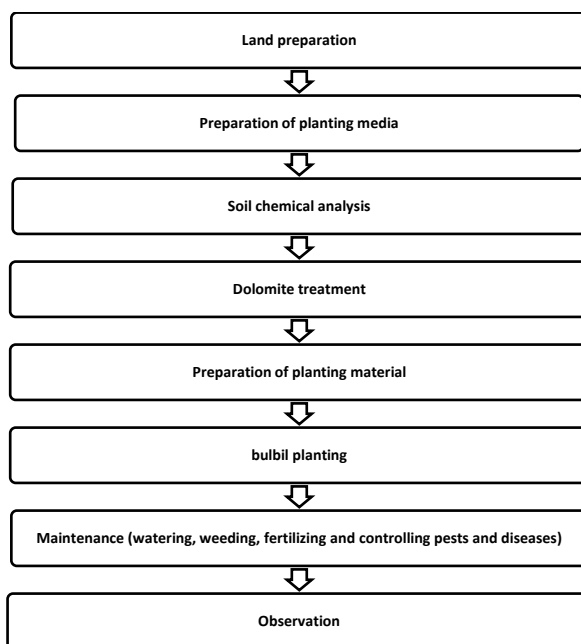 Land preparation
Preparation of planting media
Soil chemical analysis
Dolomite treatment
Preparation of planting material
bulbil planting
Maintenance (watering, weeding, fertilizing and controlling pests and diseases)
Observation